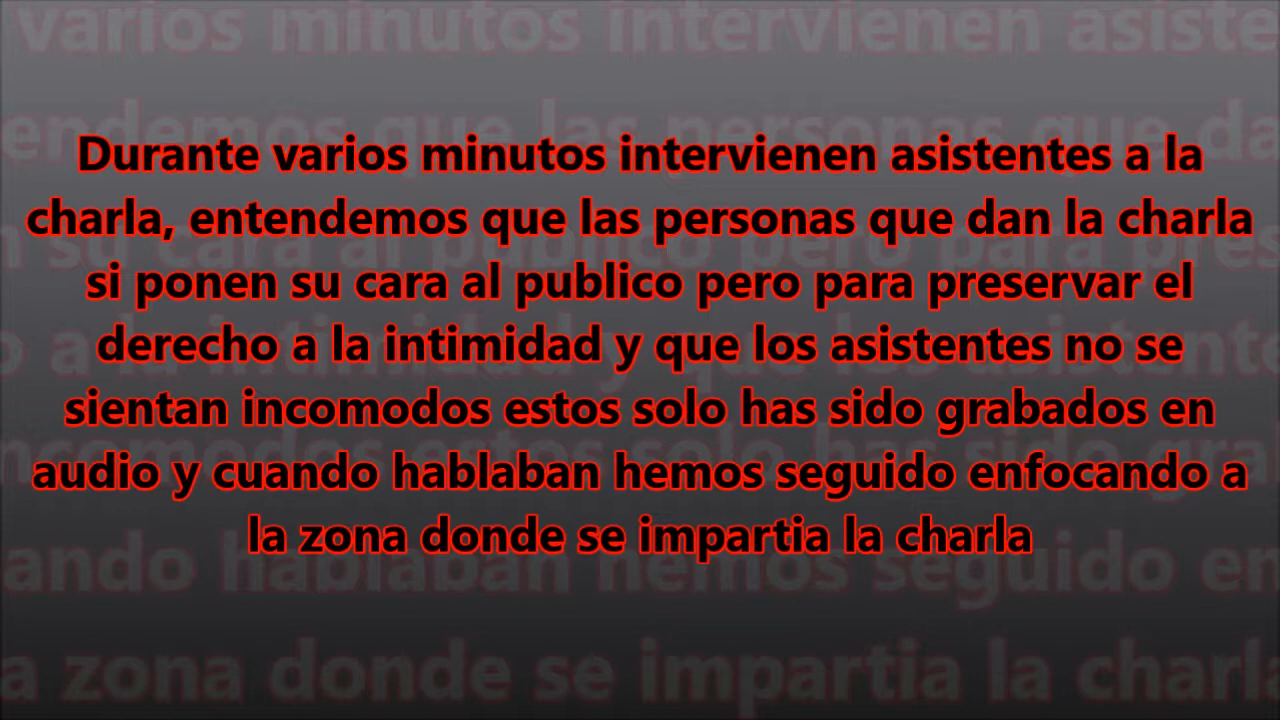 Durante varios minutos intervienen asistentes a la
charla, entendemos que las personas que dan la charla
si ponen su cara al publico pero para preservar el
derecho a la intimidad y que los asistentes no se
sientan incomodos estos solo has sido grabados en
audio y cuando hablaban hemos seguido enfocando a
la zona donde se impartia la charla